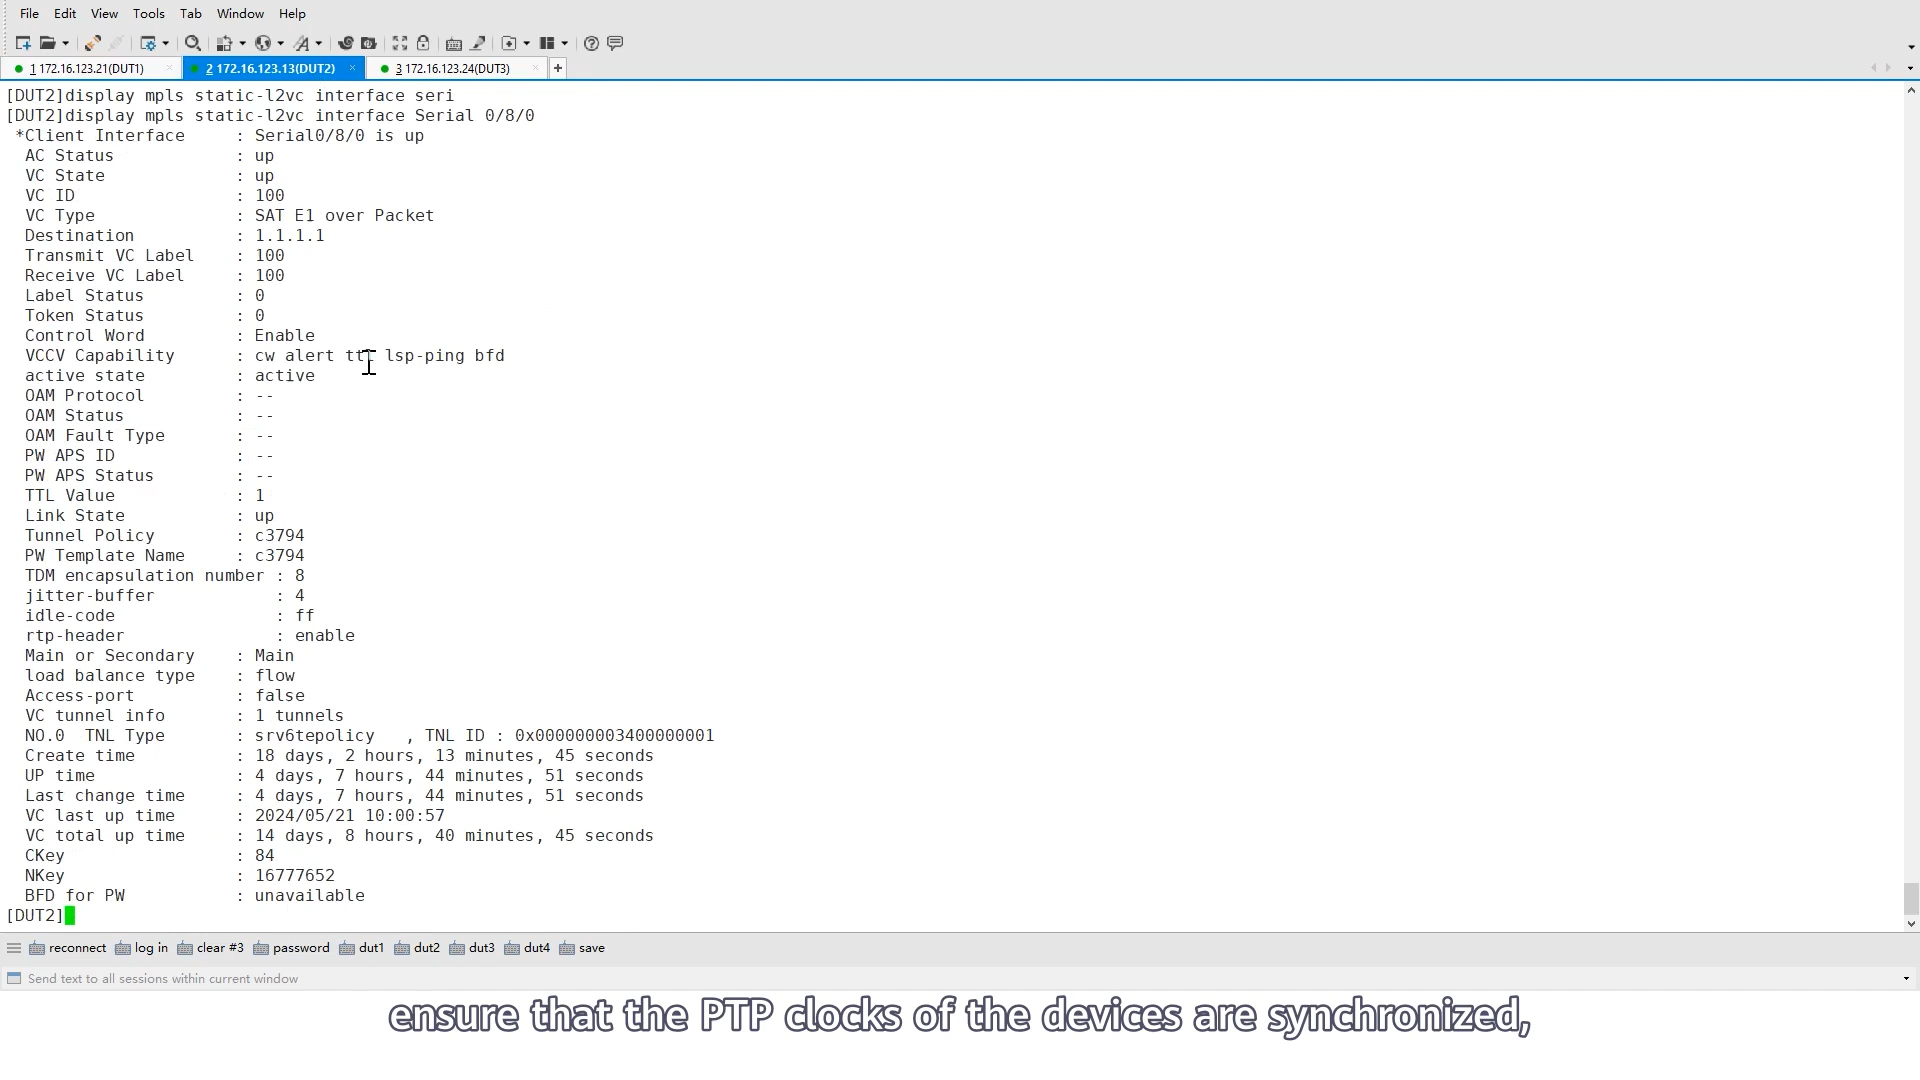 File Edit View Tools Tab Window Help
1 172.16.123.21(DUT1) 2 172.16.123.13(DUT2) 3 172.16.123.24(DUT3)
[DUT2]display mpls static-l2vc interface seri
[DUT2]display mpls static-l2vc interface Serial 0/8/0
*Client Interface : Serial0/8/0 is up
AC Status : up
VC State : up
VC ID : 100
VC Type : SAT E1 over Packet
Destination : 1.1.1.1
Transmit VC Label : 100
Receive VC Label : 100
Label Status : 0
Token Status : 0
Control Word : Enable
VCCV Capability : cw alert ttl lsp-ping bfd
active state : active
OAM Protocol : --
OAM Status : --
OAM Fault Type : --
PW APS ID : --
PW APS Status : --
TTL Value : 1
Link State : up
Tunnel Policy : c3794
PW Template Name : c3794
TDM encapsulation number : 8
jitter-buffer : 4
idle-code : ff
rtp-header : enable
Main or Secondary : Main
load balance type : flow
Access-port : false
VC tunnel info : 1 tunnels
NO.0 TNL Type : srv6tepolicy , TNL ID : 0x000000003400000001
Create time : 18 days, 2 hours, 13 minutes, 45 seconds
UP time : 4 days, 7 hours, 44 minutes, 51 seconds
Last change time : 4 days, 7 hours, 44 minutes, 51 seconds
VC last up time : 2024/05/21 10:00:57
VC total up time : 14 days, 8 hours, 40 minutes, 45 seconds
CKey : 84
NKey : 16777652
BFD for PW : unavailable
[DUT2]
reconnect log in clear #3 password dut1 dut2 dut3 dut4 save
Send text to all sessions within current window
ensure that the PTP clocks of the devices are synchronized,